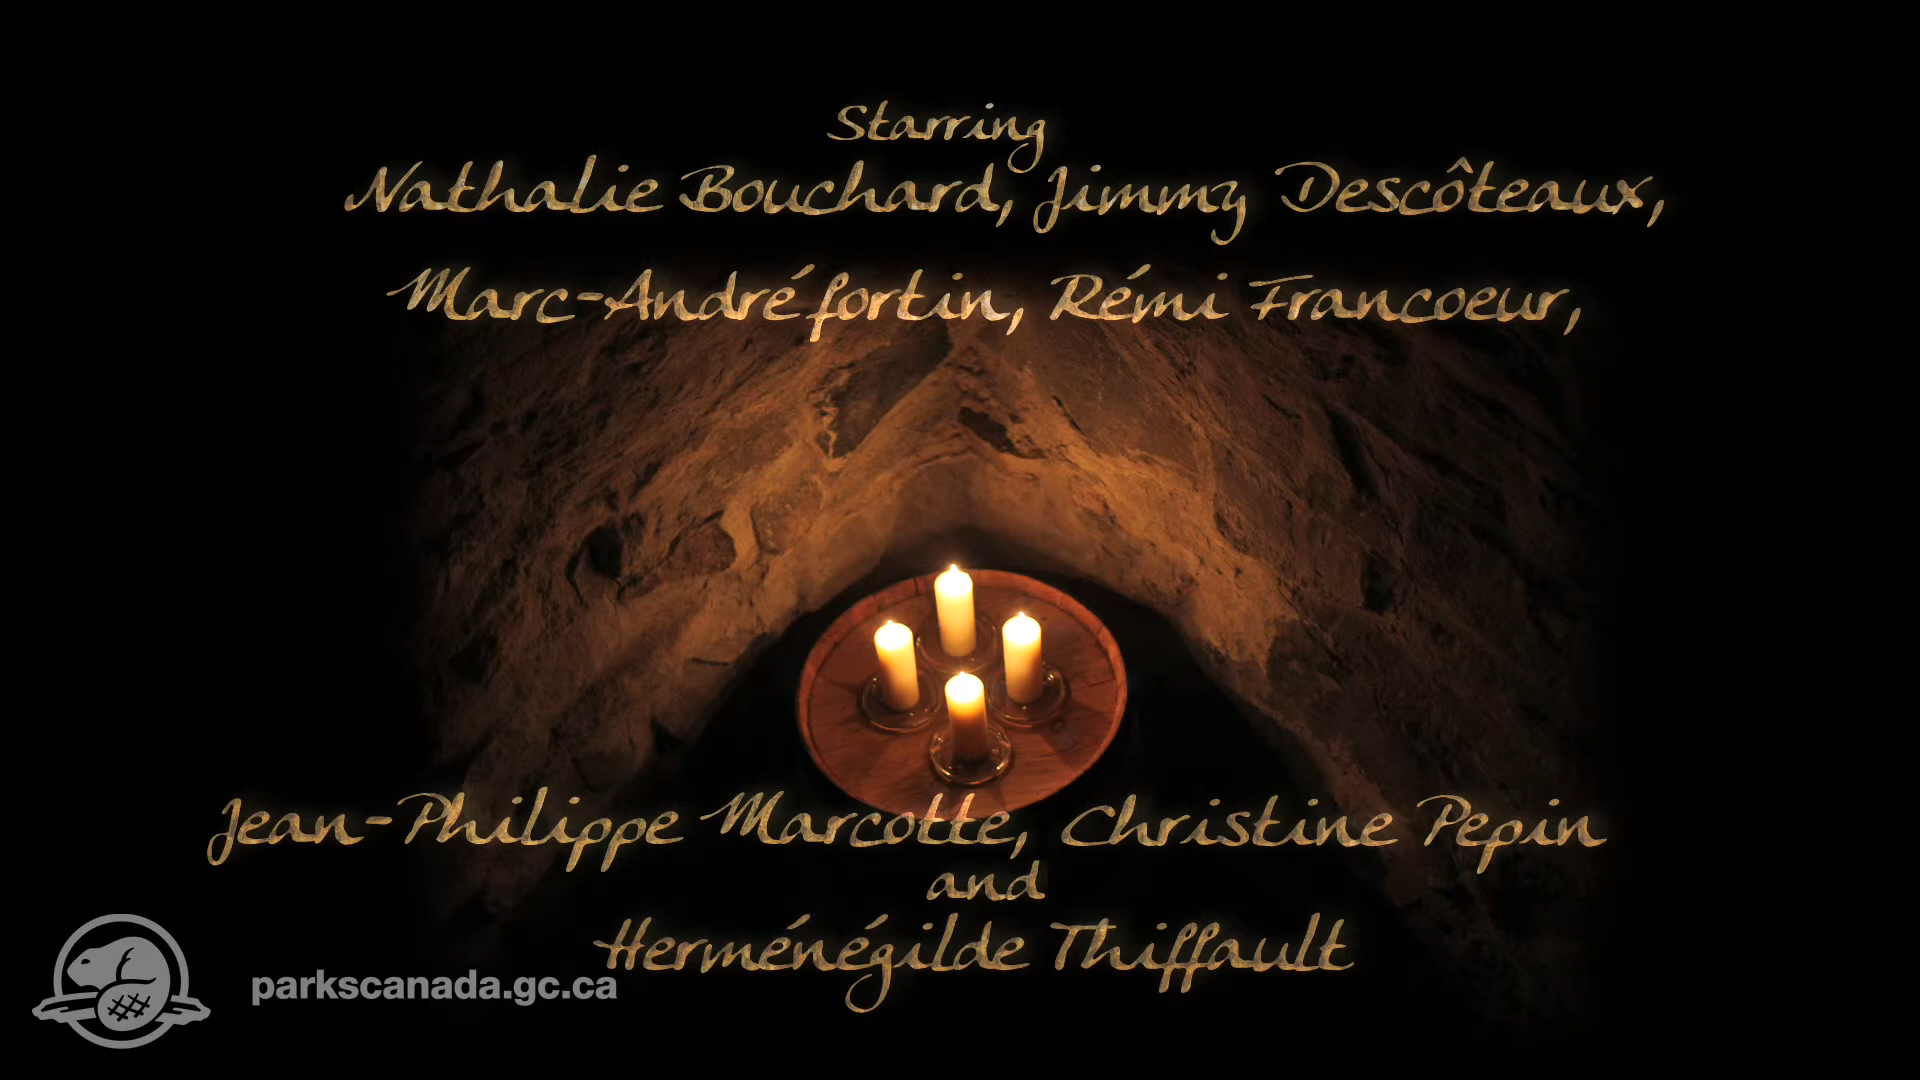 Starring
Nathalie Bouchard, Jimmy Descôteaux,
Marc-André fortin, Rémi Francoeur,
Jean-Philippe Marcotte, Christine Pepin
and
Herménégilde Thiffault
parkscanada.gc.ca